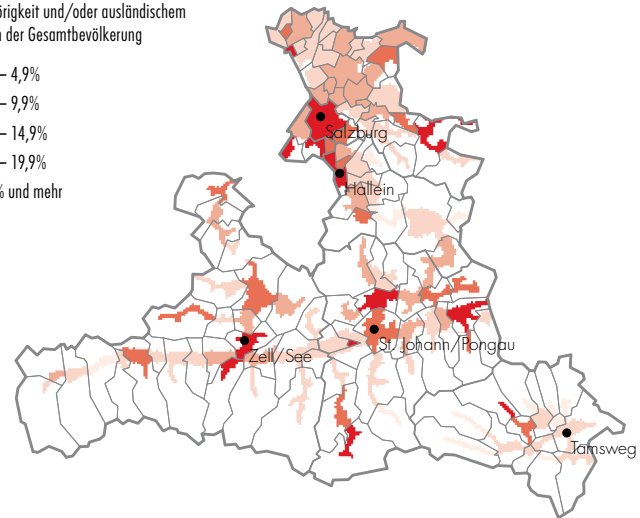 örigkeit und/oder ausländischem
n der Gesamtbevölkerung
– 4,9%
– 9,9%
– 14,9%
– 19,9%
% und mehr
Salzburg
Hallein
St. Johann/Pongau
Zell/See
Tamsweg